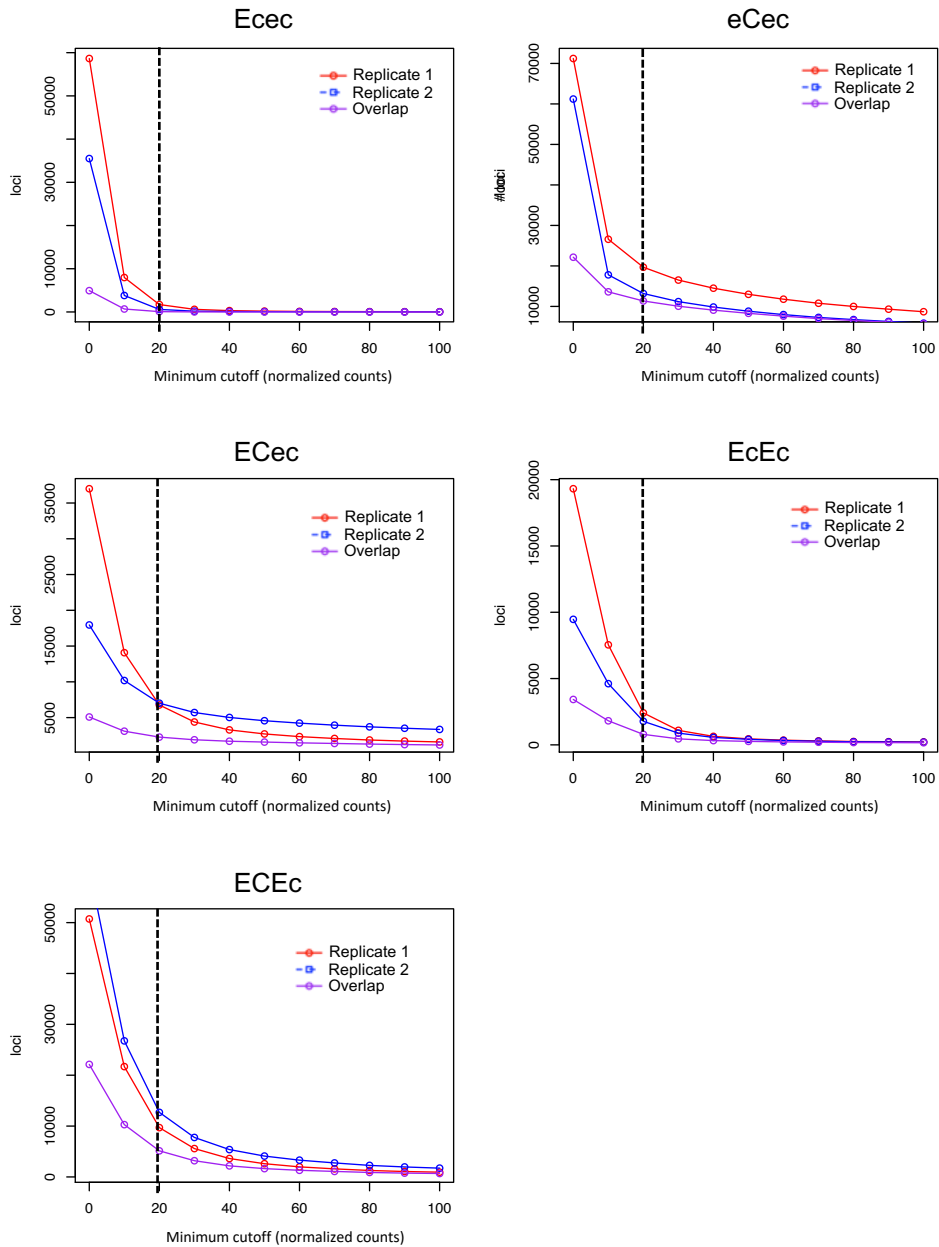 Ecec
50000
30000
10000
0
loci
Replicate 1
Replicate 2
Overlap
0 20 40 60 80 100
Minimum cutoff (normalized counts)
eCec
70000
50000
30000
10000
#loci
Replicate 1
Replicate 2
Overlap
0 20 40 60 80 100
Minimum cutoff (normalized counts)
ECec
35000
25000
15000
5000
loci
Replicate 1
Replicate 2
Overlap
0 20 40 60 80 100
Minimum cutoff (normalized counts)
EcEc
20000
15000
10000
5000
0
loci
Replicate 1
Replicate 2
Overlap
0 20 40 60 80 100
Minimum cutoff (normalized counts)
ECEc
50000
30000
10000
0
loci
Replicate 1
Replicate 2
Overlap
0 20 40 60 80 100
Minimum cutoff (normalized counts)